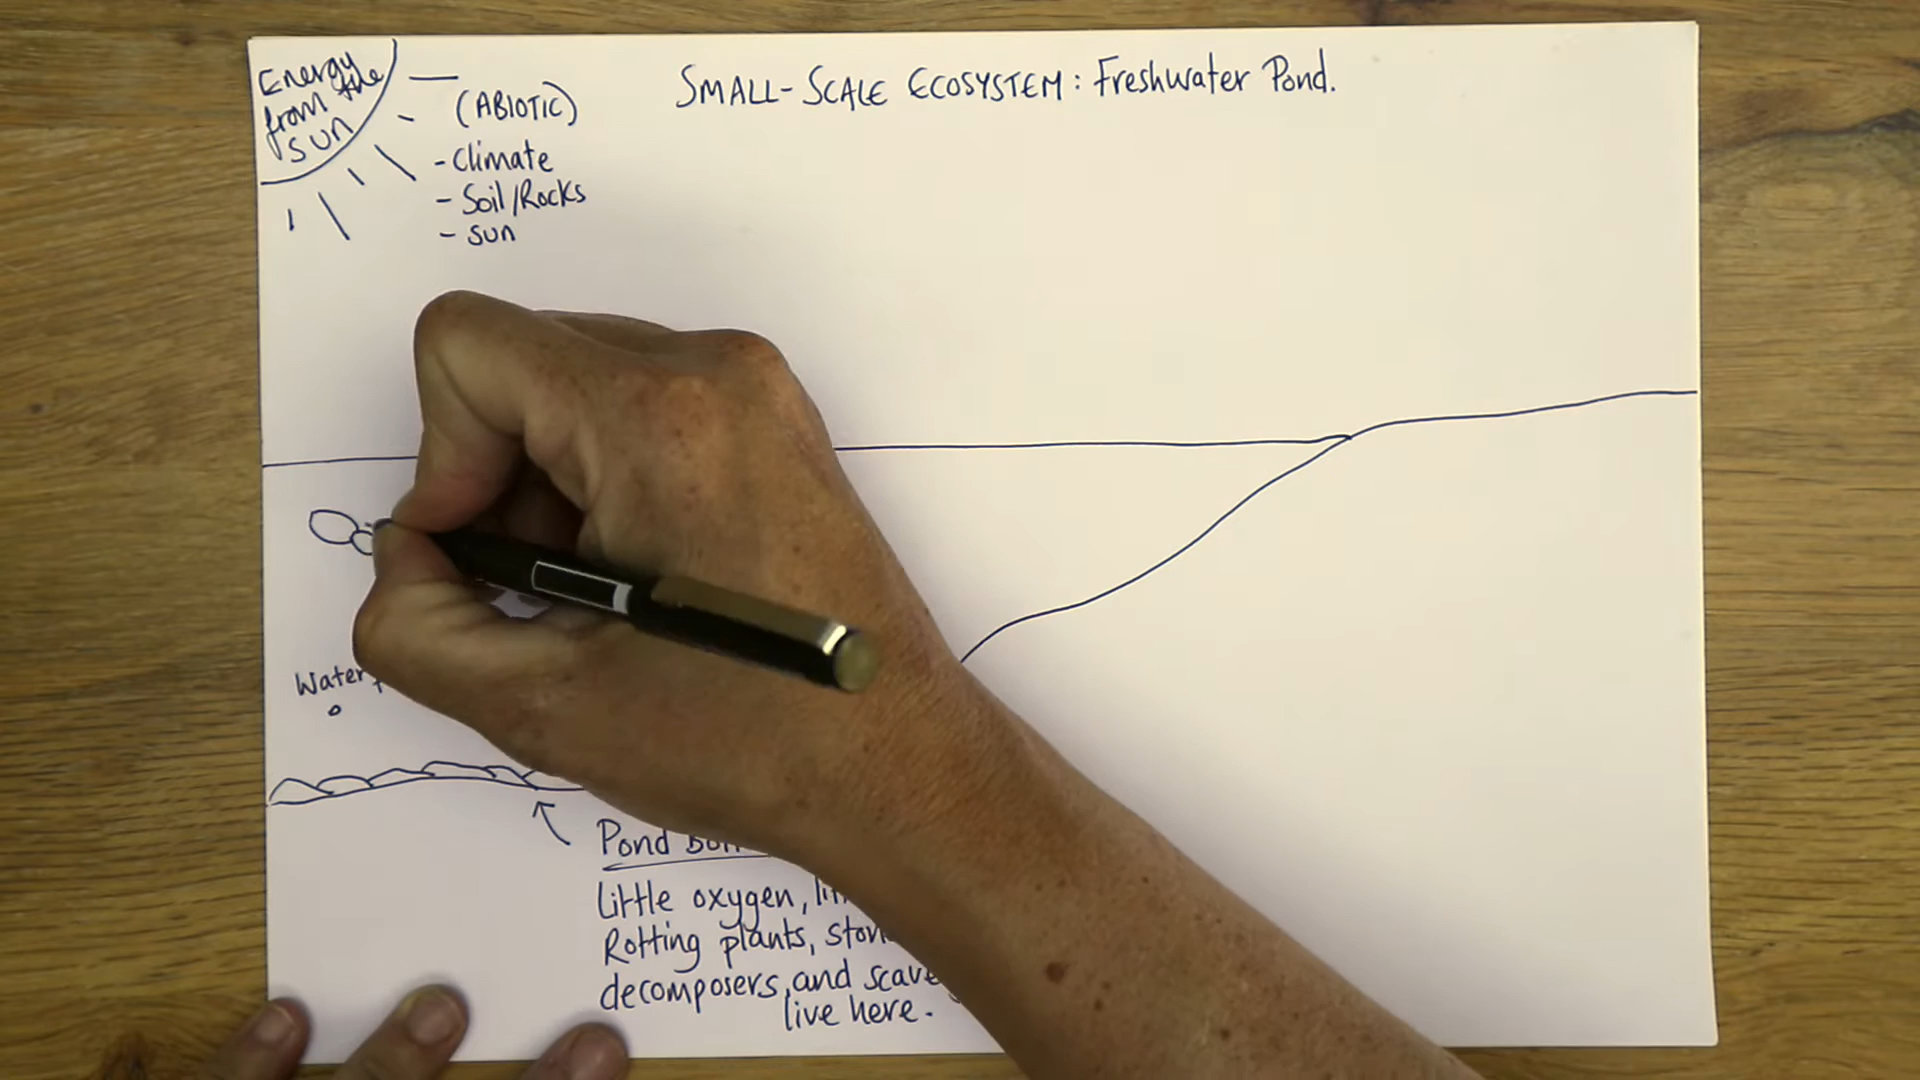 Energy
from the
sun
(ABIOTIC)
- Climate
- Soil/Rocks
- sun
SMALL-SCALE ECOSYSTEM: Freshwater Pond.
Water
Pond
Little oxygen,
Rotting plants,
decomposers, and
live here.